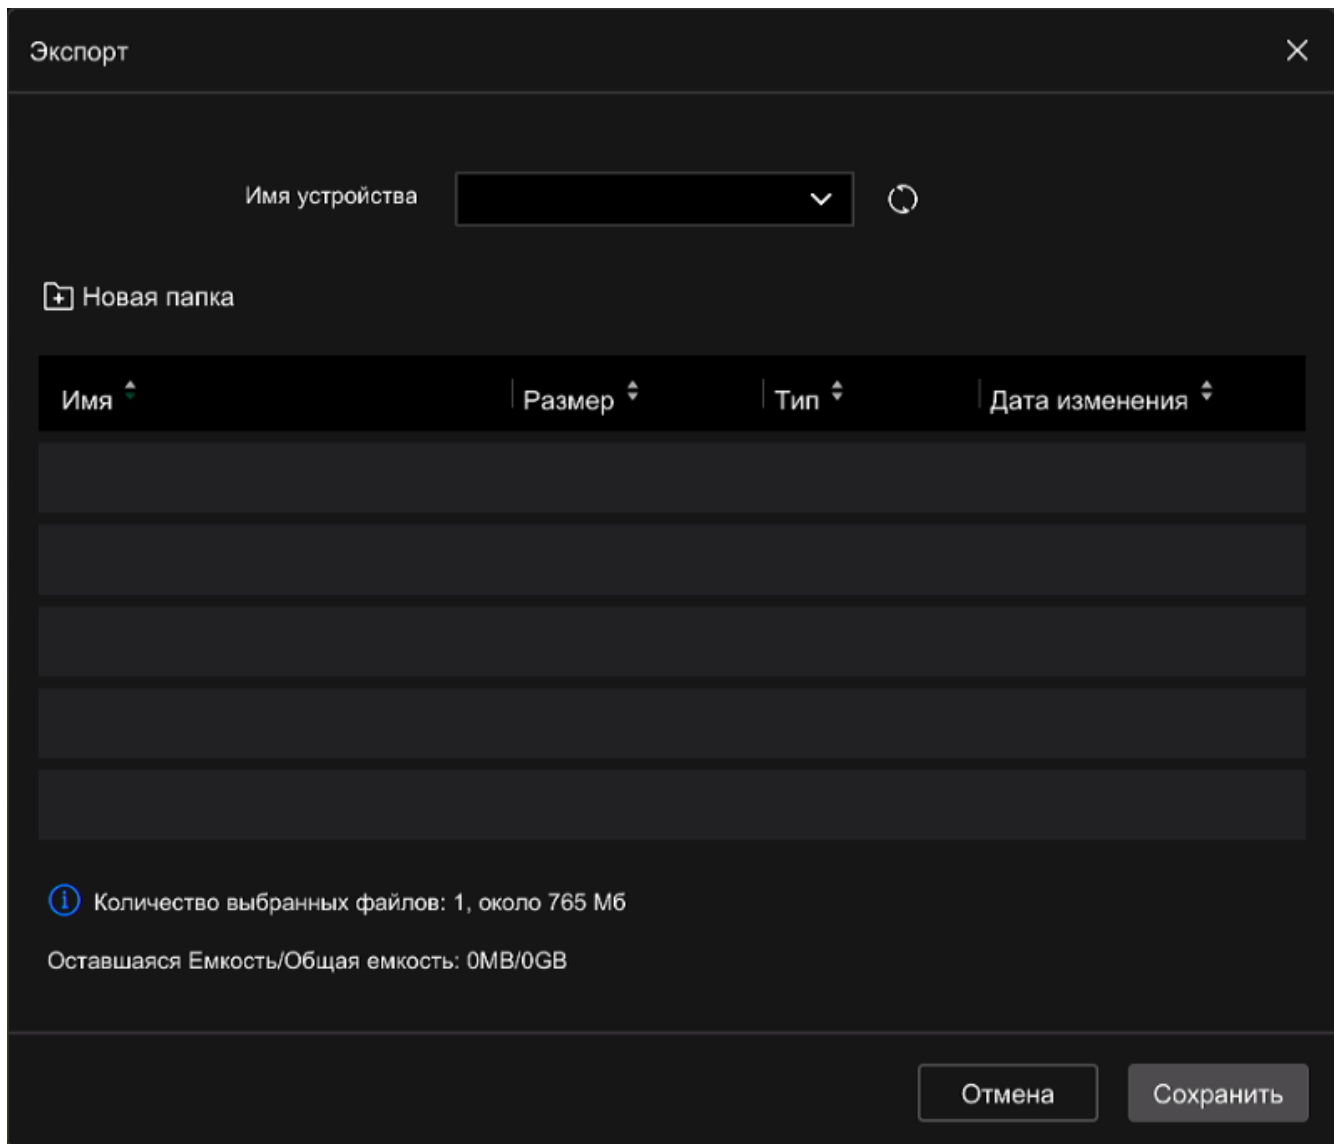 Экспорт
Имя устройства
Новая папка
Имя Размер Тип Дата изменения
Количество выбранных файлов: 1, около 765 Мб
Оставшаяся Емкость/Общая емкость: 0MB/0GB
Отмена Сохранить